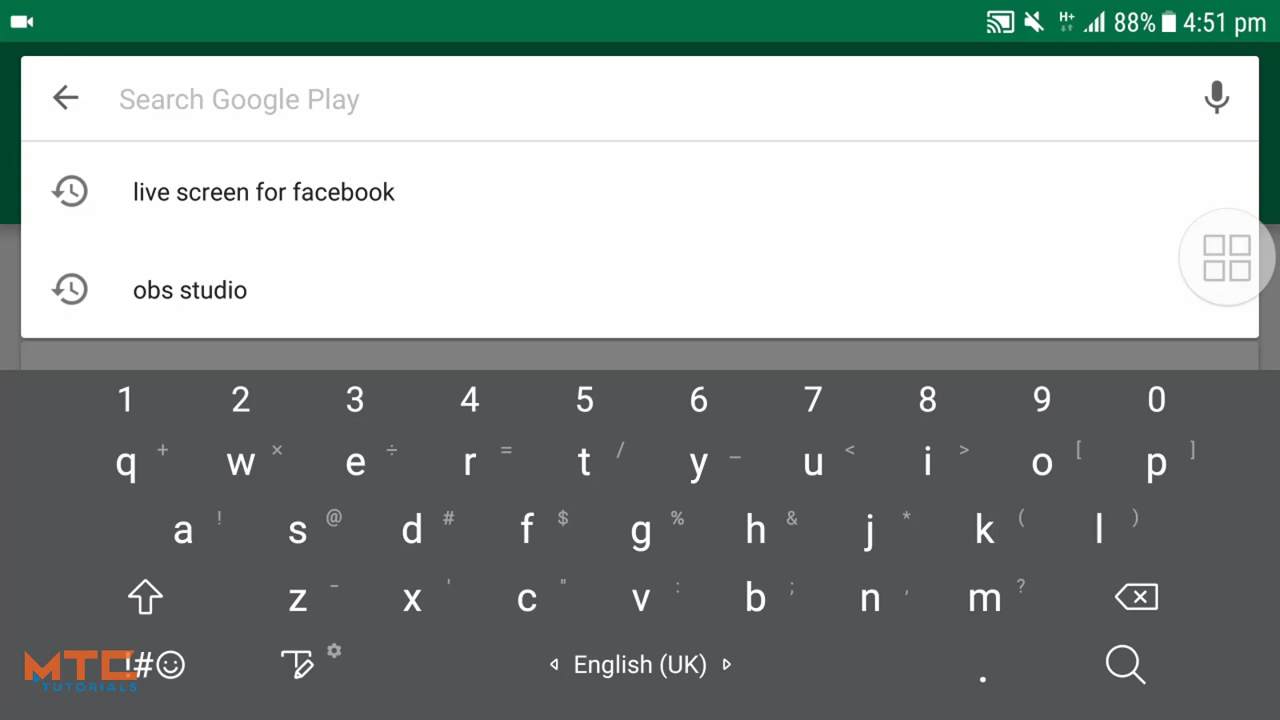 H+ 88% 4:51 pm
Search Google Play
live screen for facebook
obs studio
1 2 3 4 5 6 7 8 9 0
q + w × e ÷ r = t / y _ u < i > o [ p ]
a ! s @ d # f $ g % h & j * k ( l )
z - x ' c " v : b ; n , m ?
!#☺ English (UK) .
MTC
TUTORIALS